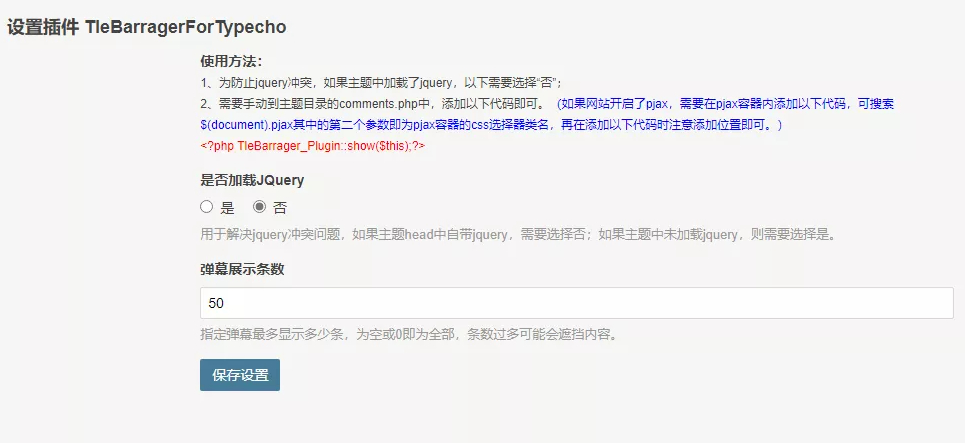 设置插件 TleBarragerForTypecho
使用方法：
1、为防止jquery冲突，如果主题中加载了jquery，以下需要选择“否”；
2、需要手动到主题目录的comments.php中，添加以下代码即可。（如果网站开启了pjax，需要在pjax容器内添加以下代码，可搜索
$(document).pjax其中的第二个参数即为pjax容器的css选择器类名，再在添加以下代码时注意添加位置即可。）
<?php TleBarrager_Plugin::show($this);?>
是否加载JQuery
是 否
用于解决jquery冲突问题，如果主题head中自带jquery，需要选择否；如果主题中未加载jquery，则需要选择是。
弹幕展示条数
50
指定弹幕最多显示多少条，为空或0即为全部，条数过多可能会遮挡内容。
保存设置